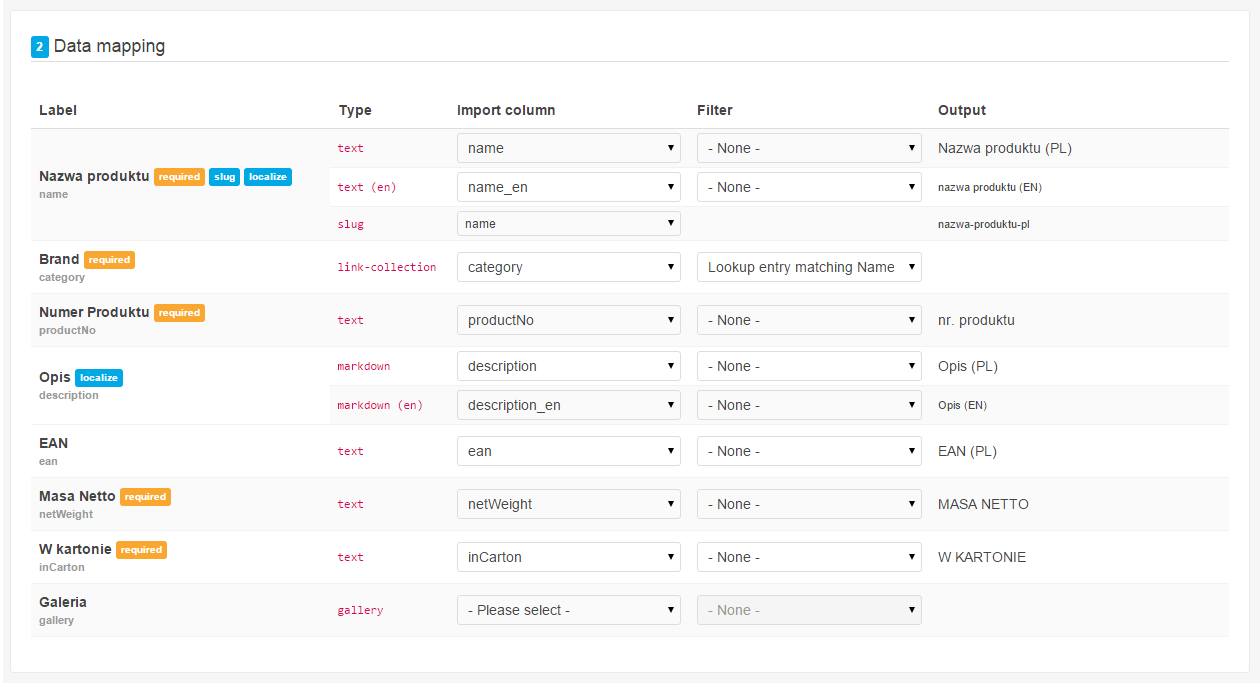 2 Data mapping
Label Type Import column Filter Output
text name - None - Nazwa produktu (PL)
Nazwa produktu required slug localize
name
text (en) name_en - None - nazwa produktu (EN)
slug name nazwa-produktu-pl
Brand required
category
link-collection category Lookup entry matching Name
Numer Produktu required
productNo
text productNo - None - nr. produktu
markdown description - None - Opis (PL)
Opis localize
description
markdown (en) description_en - None - Opis (EN)
EAN
ean
text ean - None - EAN (PL)
Masa Netto required
netWeight
text netWeight - None - MASA NETTO
W kartonie required
inCarton
text inCarton - None - W KARTONIE
Galeria
gallery
gallery - Please select - - None -